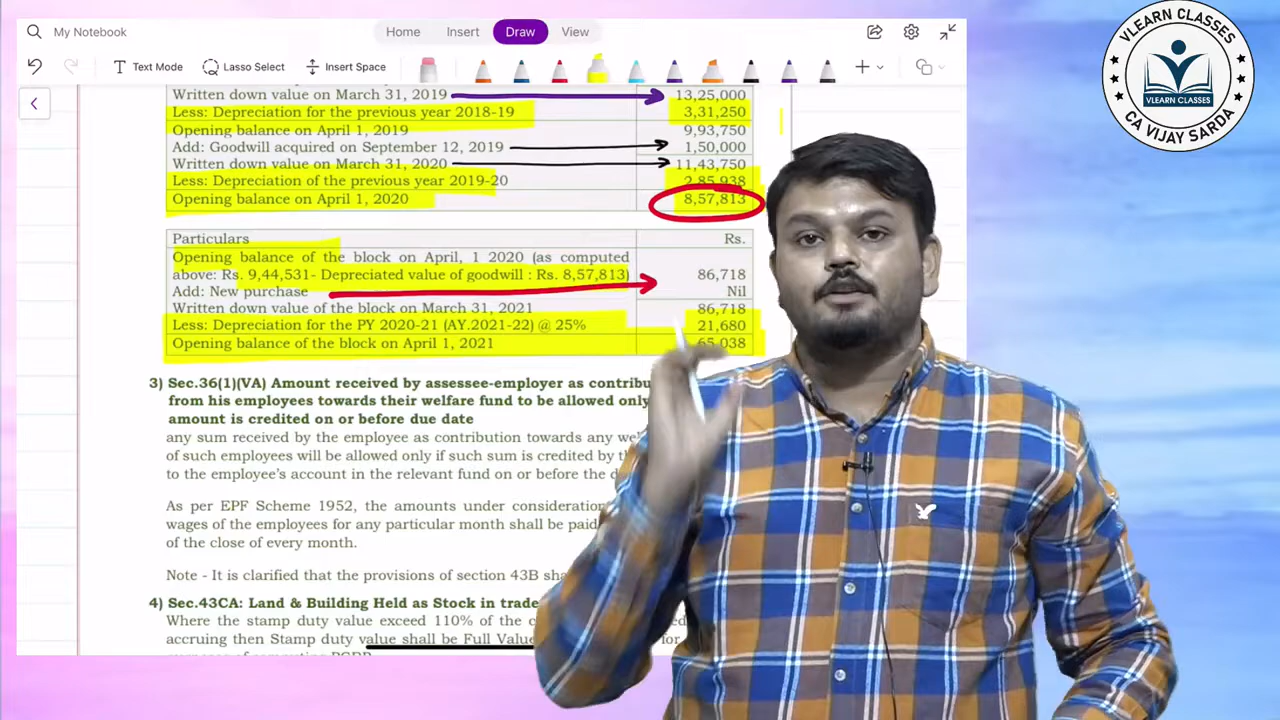 My Notebook
Home Insert Draw View
Text Mode Lasso Select Insert Space
Written down value on March 31, 2019 13,25,000
Less: Depreciation for the previous year 2018-19 3,31,250
Opening balance on April 1, 2019 9,93,750
Add: Goodwill acquired on September 12, 2019 1,50,000
Written down value on March 31, 2020 11,43,750
Less: Depreciation of the previous year 2019-20 2,85,938
Opening balance on April 1, 2020 8,57,813
Particulars Rs.
Opening balance of the block on April, 1 2020 (as computed
above: Rs. 9,44,531- Depreciated value of goodwill : Rs. 8,57,813) 86,718
Add: New purchase Nil
Written down value of the block on March 31, 2021 86,718
Less: Depreciation for the PY 2020-21 (AY.2021-22) @ 25% 21,680
Opening balance of the block on April 1, 2021 65,038
3) Sec.36(1)(VA) Amount received by assessee-employer as contribu
from his employees towards their welfare fund to be allowed only
amount is credited on or before due date
any sum received by the employee as contribution towards any wel
of such employees will be allowed only if such sum is credited by
to the employee's account in the relevant fund on or before the
As per EPF Scheme 1952, the amounts under consideration
wages of the employees for any particular month shall be paid
of the close of every month.
Note - It is clarified that the provisions of section 43B sha
4) Sec.43CA: Land & Building Held as Stock in trade
Where the stamp duty value exceed 110% of the
accruing then Stamp duty value shall be Full Value for
VLEARN CLASSES
VLEARN CLASSES
CA VIJAY SARDA